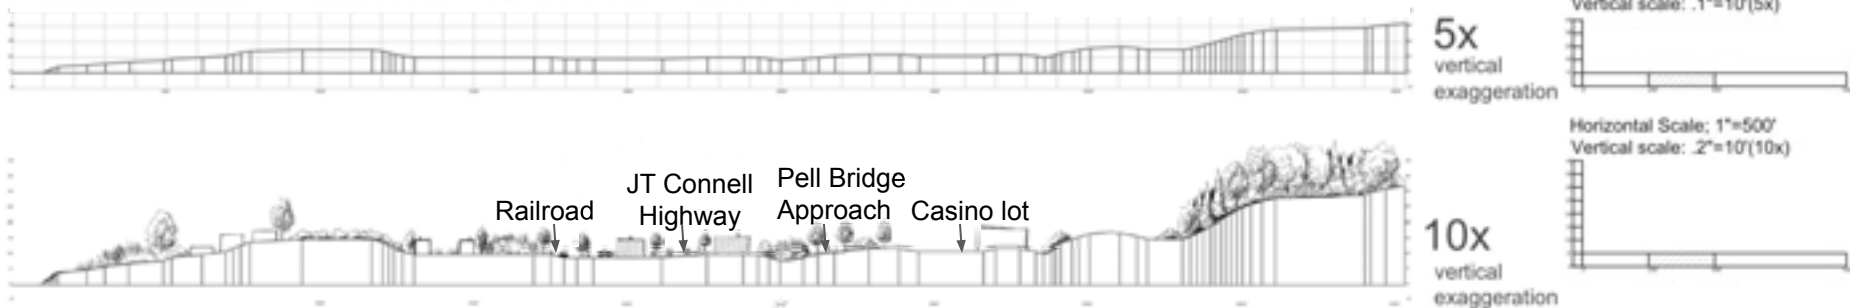 Vertical scale: .1"=10'(5x)
5x
vertical
exaggeration
Horizontal Scale; 1"=500'
Vertical scale: .2"=10'(10x)
JT Connell
Highway
Pell Bridge
Approach
Railroad
Casino lot
10x
vertical
exaggeration